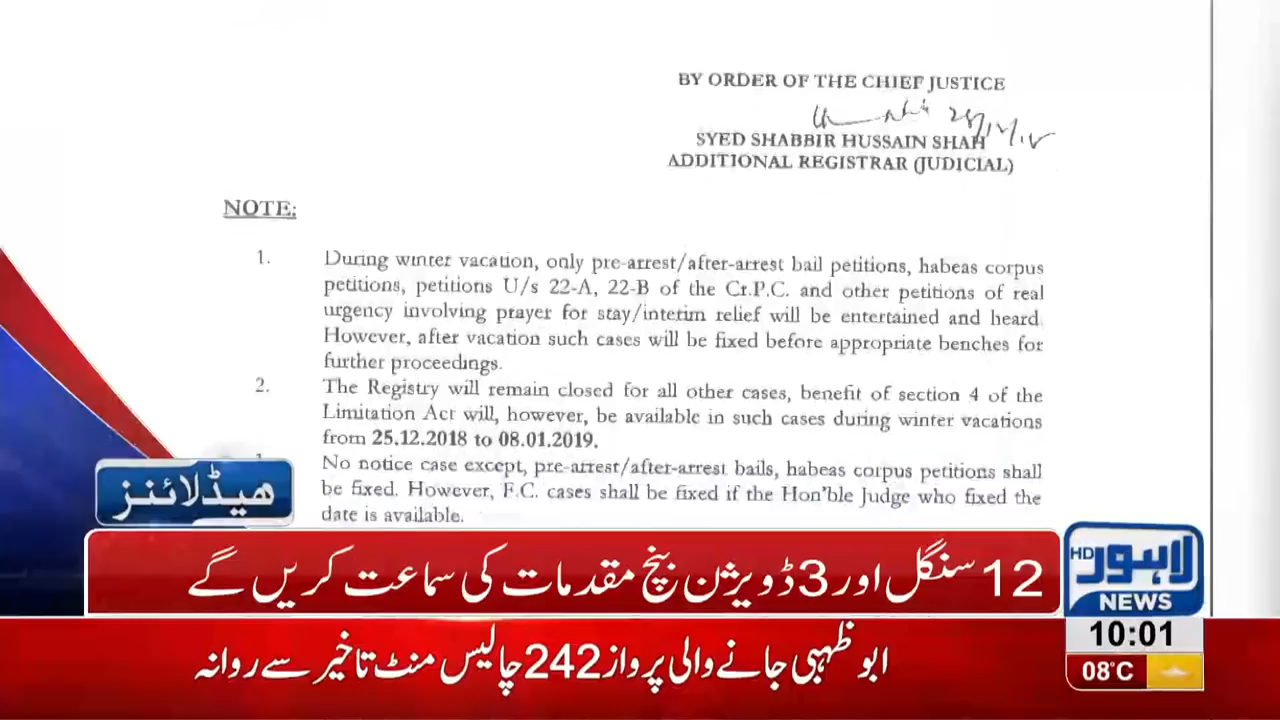 BY ORDER OF THE CHIEF JUSTICE
SYED SHABBIR HUSSAIN SHAH
ADDITIONAL REGISTRAR (JUDICIAL)
NOTE:
1. During winter vacation, only pre-arrest/after-arrest bail petitions, habeas corpus
petitions, petitions U/s 22-A, 22-B of the Cr.P.C. and other petitions of real
urgency involving prayer for stay/interim relief will be entertained and heard.
However, after vacation such cases will be fixed before appropriate benches for
further proceedings.
2. The Registry will remain closed for all other cases, benefit of section 4 of the
Limitation Act will, however, be available in such cases during winter vacations
from 25.12.2018 to 08.01.2019.
No notice case except, pre-arrest/after-arrest bails, habeas corpus petitions shall
be fixed. However, F.C. cases shall be fixed if the Hon'ble Judge who fixed the
date is available.
ھیڈلائنز
12 سنگل اور 3 ڈویژن بنچ مقدمات کی سماعت کریں گے
لاہور HD
NEWS
10:01
ابوظہبی جانے والی پرواز 242 چالیس منٹ تاخیر سے روانہ
08°C